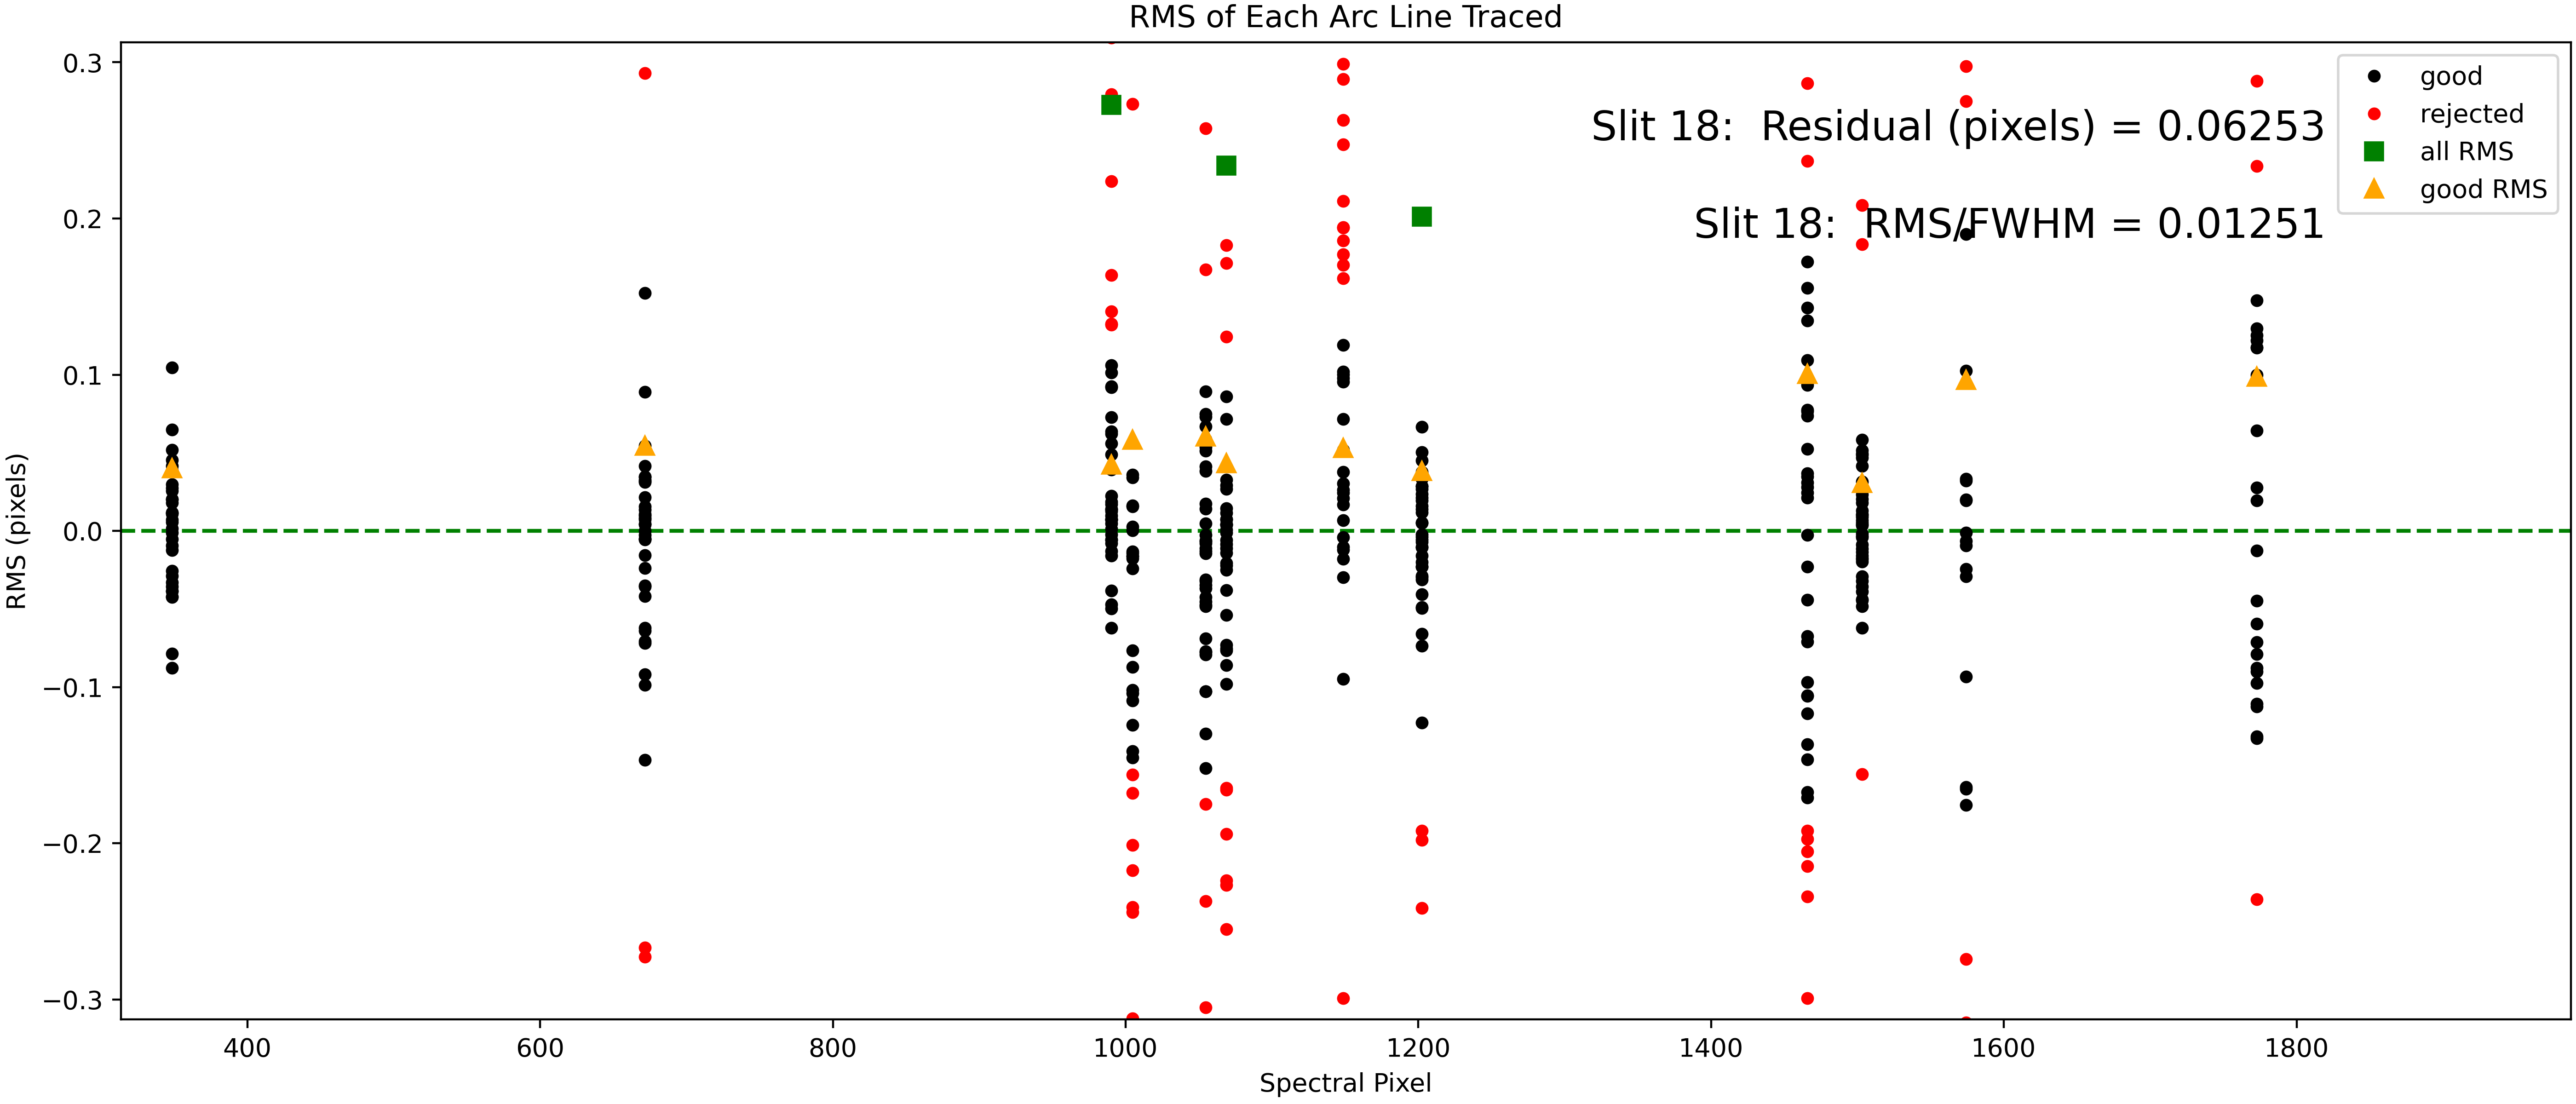 RMS of Each Arc Line Traced
0.3
0.2
0.1
0.0
−0.1
−0.2
−0.3
RMS (pixels)
Slit 18:  Residual (pixels) = 0.06253
Slit 18:  RMS/FWHM = 0.01251
good
rejected
all RMS
good RMS
400
600
800
1000
1200
1400
1600
1800
Spectral Pixel